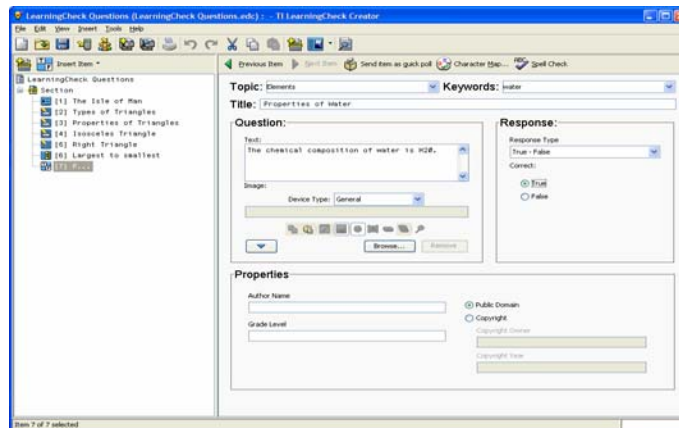 LearningCheck Questions (LearningCheck Questions.edc) : - TI LearningCheck Creator
File Edit View Insert Tools Help
Insert Item
Previous Item Next Item Send item as quick poll Character Map... Spell Check
LearningCheck Questions
Section
[1] The Isle of Man
[2] Types of Triangles
[3] Properties of Triangles
[4] Isosceles Triangle
[5] Right Triangle
[6] Largest to smallest
[7] P...
Topic: Elements Keywords: water
Title: Properties of Water
Question:
Text:
The chemical composition of water is H2O.
Image:
Device Type: General
Browse... Remove
Response:
Response Type
True - False
Correct:
True
False
Properties
Author Name
Grade Level
Public Domain
Copyright
Copyright Owner
Copyright Year
Item 7 of 7 selected